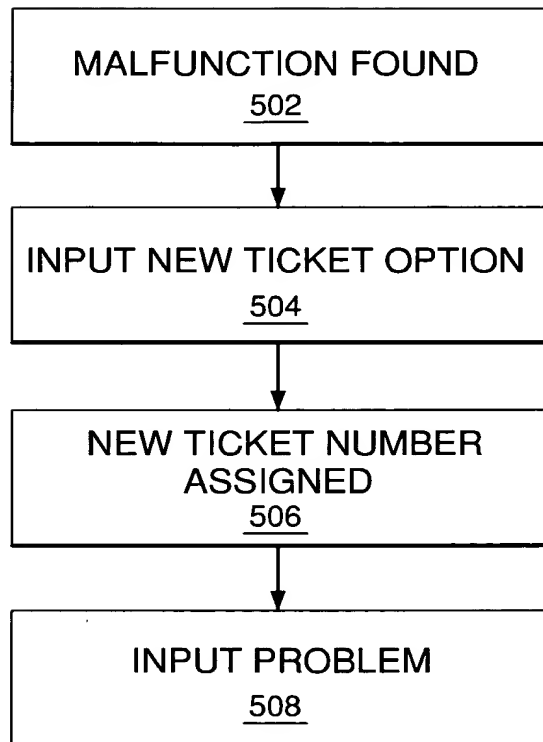 MALFUNCTION FOUND
502
INPUT NEW TICKET OPTION
504
NEW TICKET NUMBER
ASSIGNED
506
INPUT PROBLEM
508